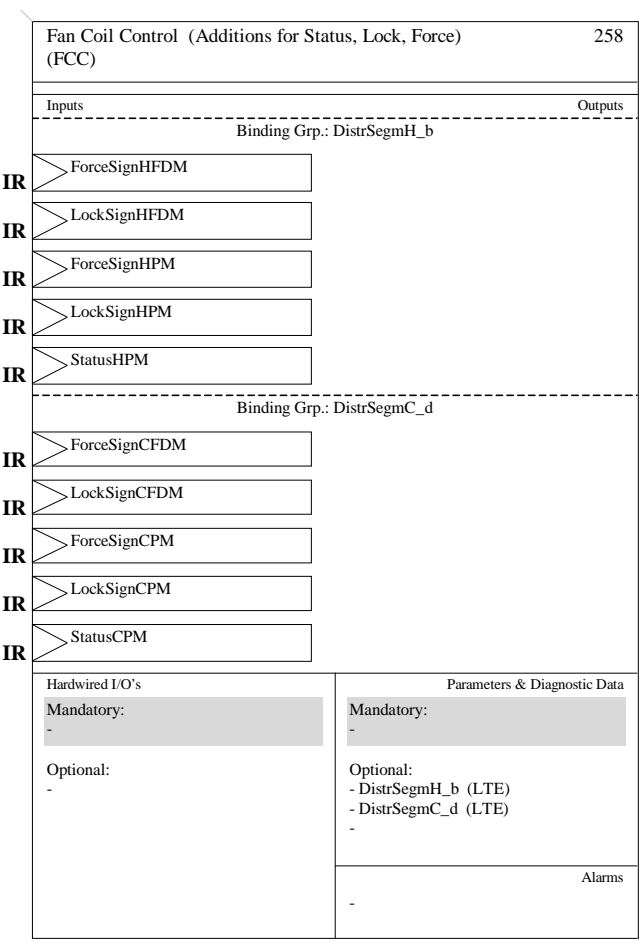 Fan Coil Control (Additions for Status, Lock, Force) 258
(FCC)
Inputs Outputs
Binding Grp.: DistrSegmH_b
IR ForceSignHFDM
IR LockSignHFDM
IR ForceSignHPM
IR LockSignHPM
IR StatusHPM
Binding Grp.: DistrSegmC_d
IR ForceSignCFDM
IR LockSignCFDM
IR ForceSignCPM
IR LockSignCPM
IR StatusCPM
Hardwired I/O's
Mandatory:
-
Optional:
-
Parameters & Diagnostic Data
Mandatory:
-
Optional:
- DistrSegmH_b (LTE)
- DistrSegmC_d (LTE)
-
Alarms
-